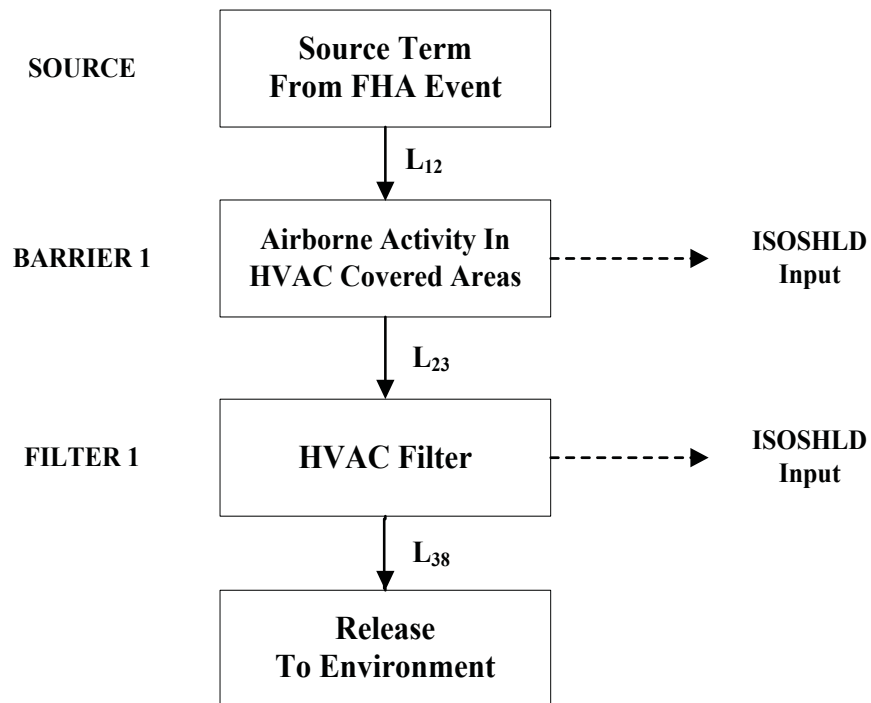 SOURCE
Source Term
From FHA Event
L₁₂
BARRIER 1
Airborne Activity In
HVAC Covered Areas
ISOSHLD
Input
L₂₃
FILTER 1
HVAC Filter
ISOSHLD
Input
L₃₈
Release
To Environment